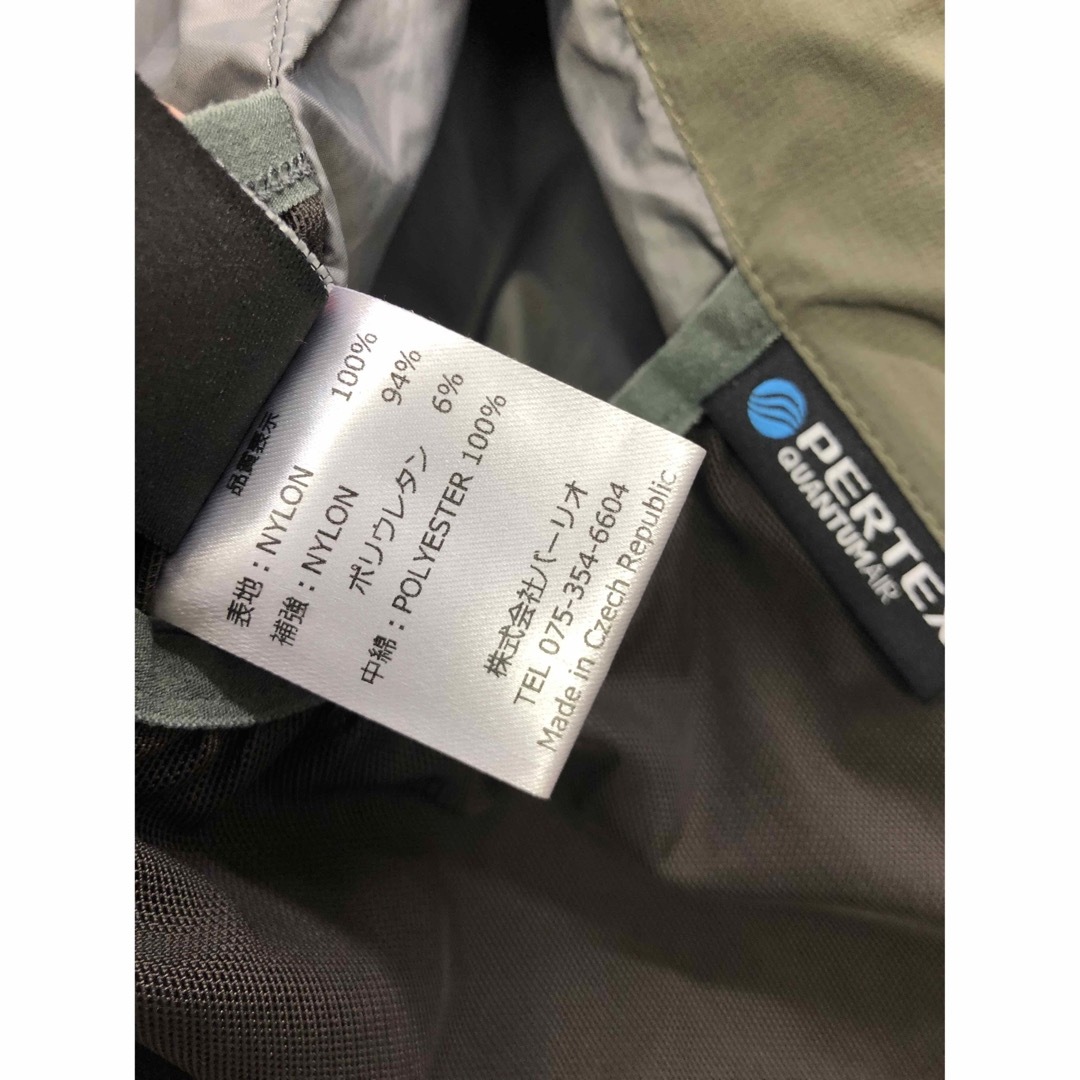 品質表示
表地：NYLON 100%
補強：NYLON 94%
ポリウレタン 6%
中綿：POLYESTER 100%
株式会社バーリオ
TEL 075-354-6604
Made in Czech Republic
PERTEX
QUANTUMAIR